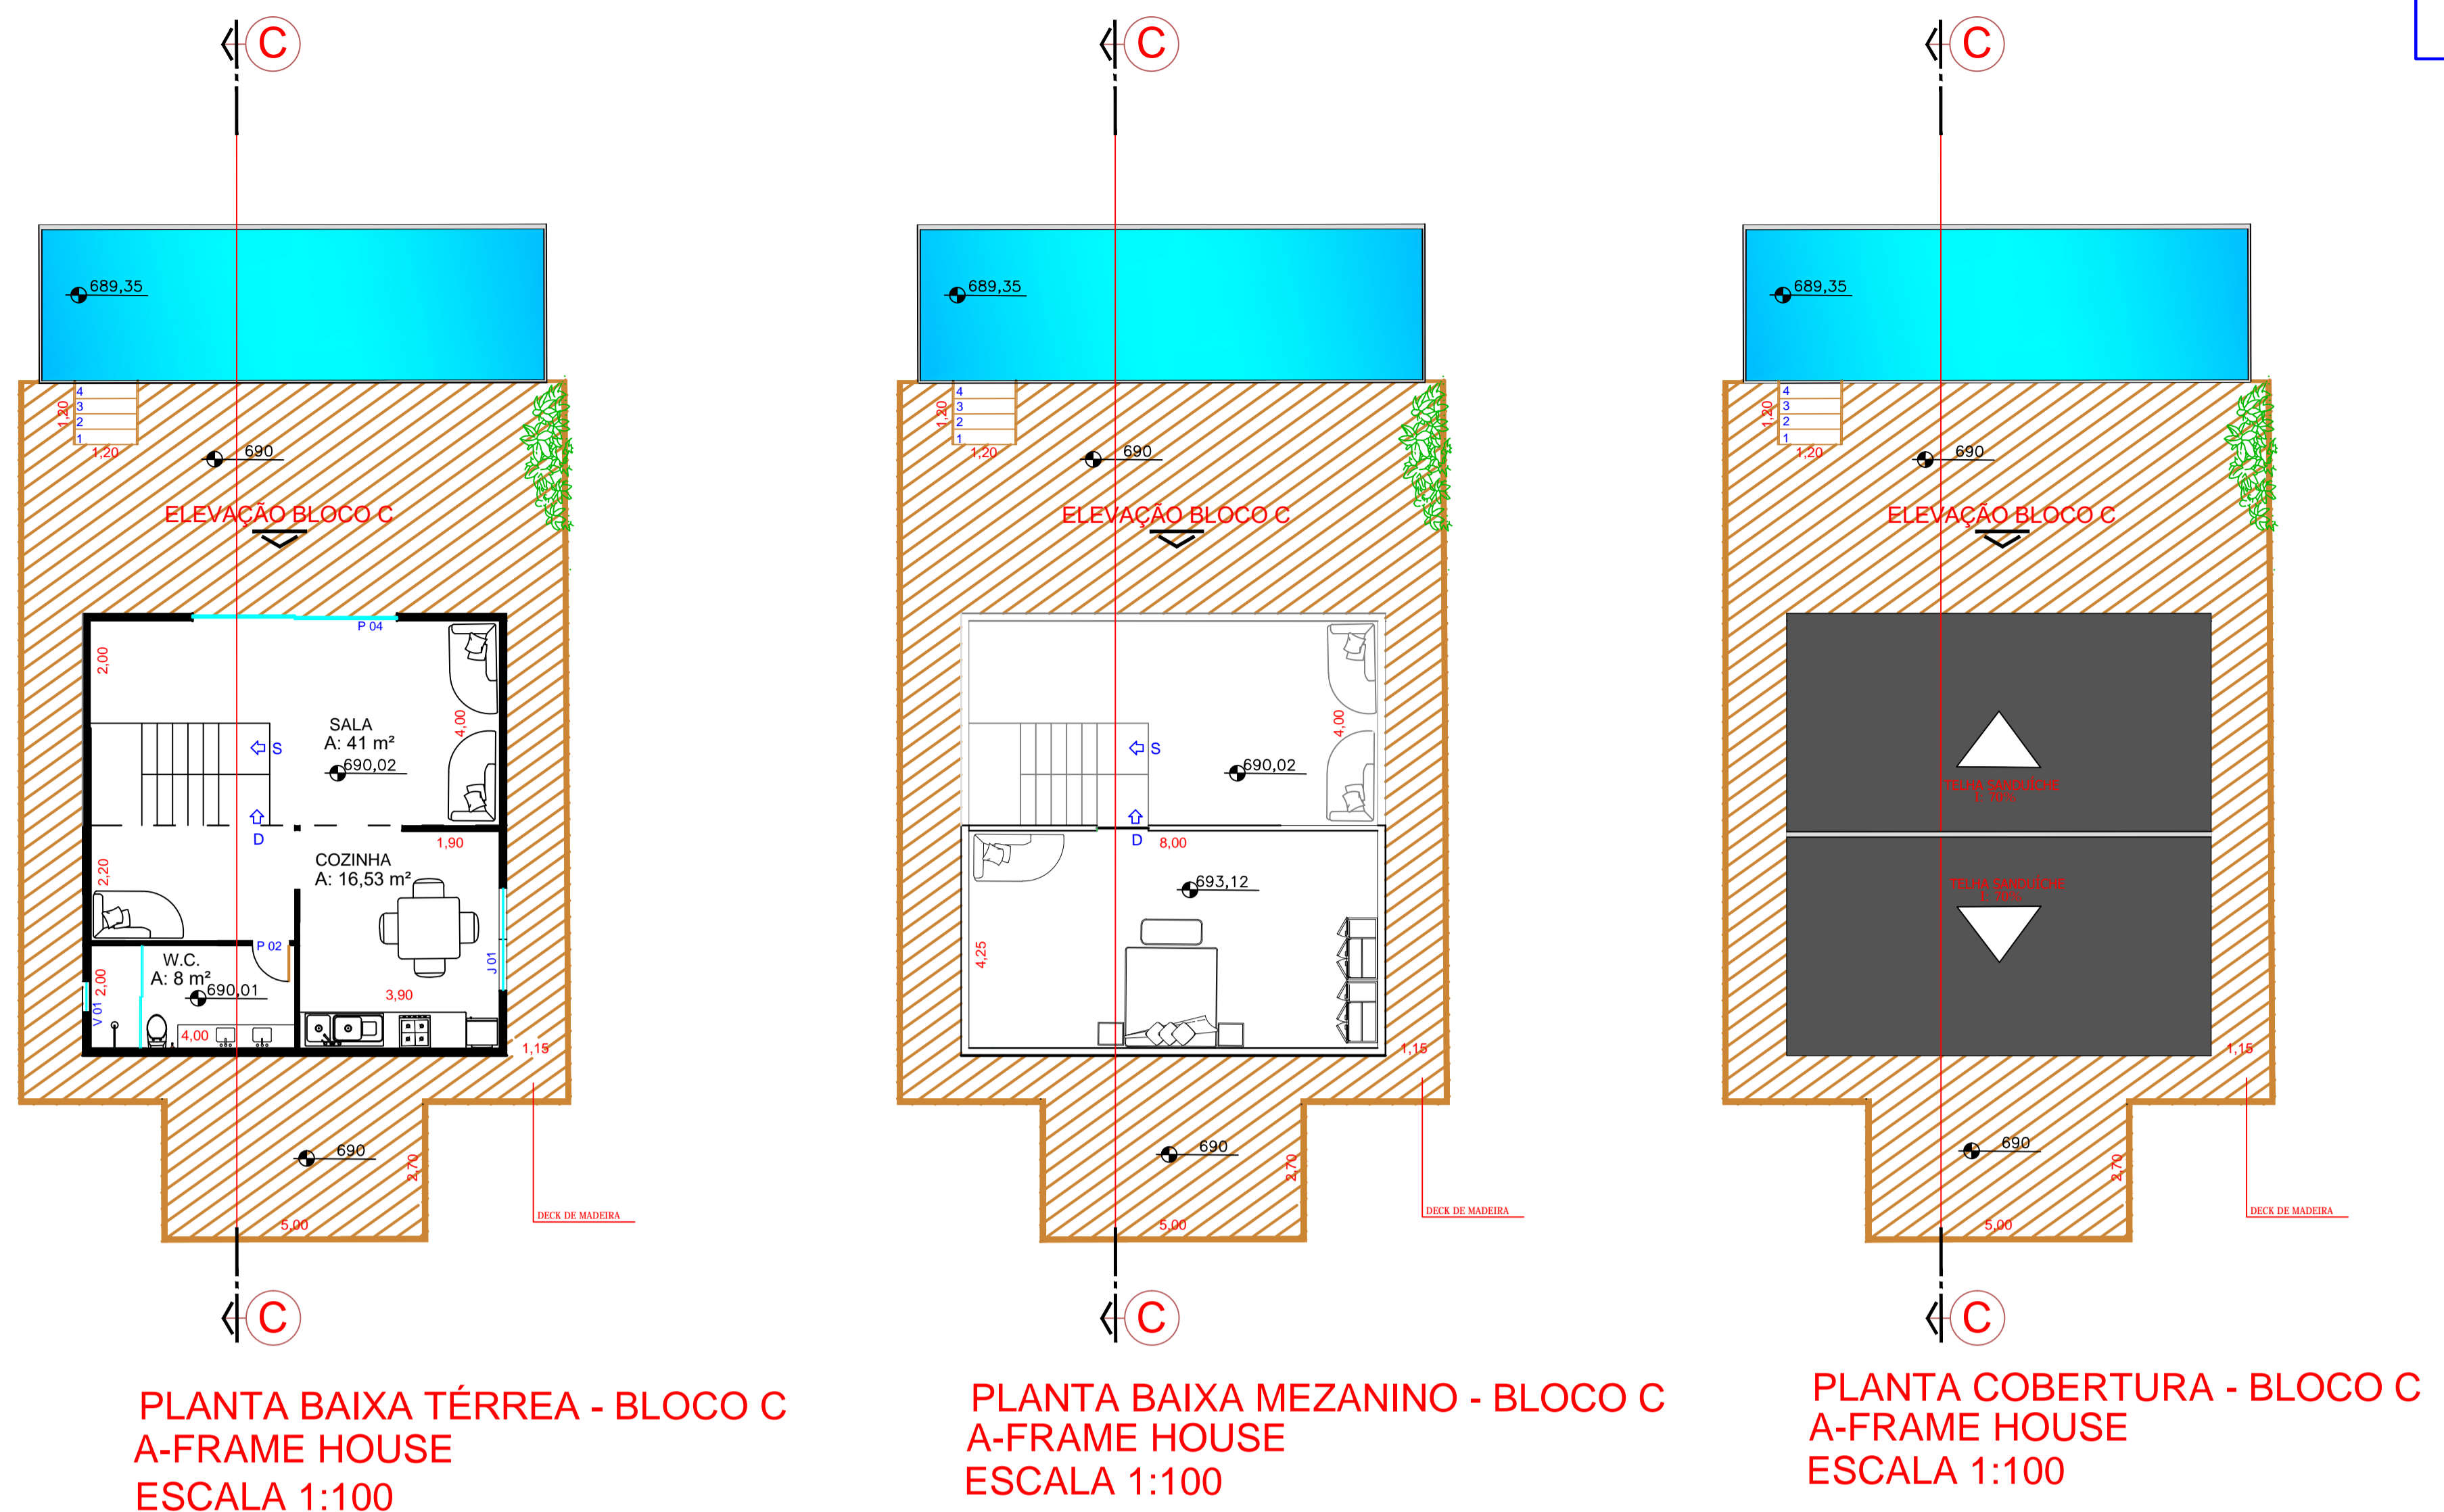 C
689,35
4
3
2
1
1,20
1,20
690
ELEVAÇÃO BLOCO C
P 04
2,00
SALA
A: 41 m²
690,02
4,00
S
D
1,90
COZINHA
A: 16,53 m²
2,20
P 02
W.C.
A: 8 m²
690,01
2,00
V 01
J 01
3,90
4,00
1,15
690
2,70
5,00
DECK DE MADEIRA
C
PLANTA BAIXA TÉRREA - BLOCO C
A-FRAME HOUSE
ESCALA 1:100
C
689,35
4
3
2
1
1,20
1,20
690
ELEVAÇÃO BLOCO C
4,00
S
690,02
D
8,00
693,12
4,25
1,15
690
2,70
5,00
DECK DE MADEIRA
C
PLANTA BAIXA MEZANINO - BLOCO C
A-FRAME HOUSE
ESCALA 1:100
C
689,35
4
3
2
1
1,20
1,20
690
ELEVAÇÃO BLOCO C
TELHA SANDUÍCHE
I: 70%
TELHA SANDUÍCHE
I: 70%
1,15
690
2,70
5,00
DECK DE MADEIRA
C
PLANTA COBERTURA - BLOCO C
A-FRAME HOUSE
ESCALA 1:100